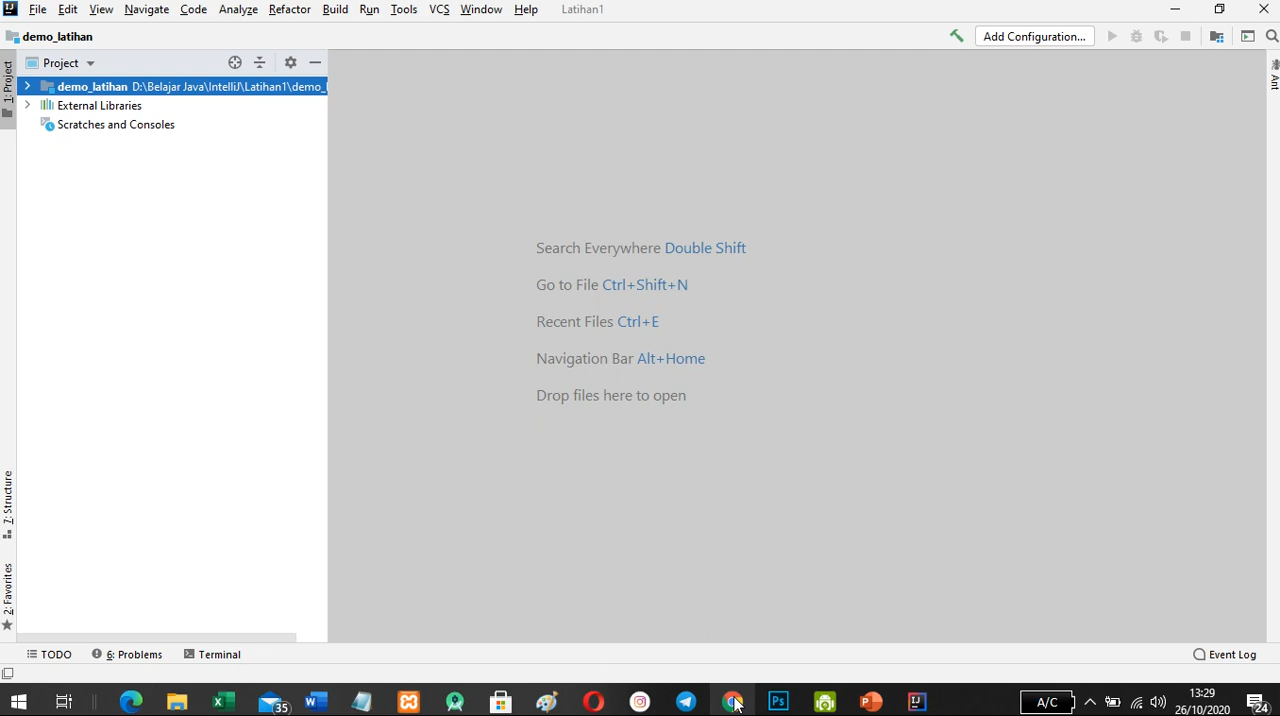 File Edit View Navigate Code Analyze Refactor Build Run Tools VCS Window Help Latihan1
demo_latihan
Add Configuration...
1: Project
Project
demo_latihan D:\Belajar Java\IntelliJ\Latihan1\demo_l
External Libraries
Scratches and Consoles
Ant
Search Everywhere Double Shift
Go to File Ctrl+Shift+N
Recent Files Ctrl+E
Navigation Bar Alt+Home
Drop files here to open
7: Structure
2: Favorites
TODO 6: Problems Terminal Event Log
35
A/C
13:29
26/10/2020
24